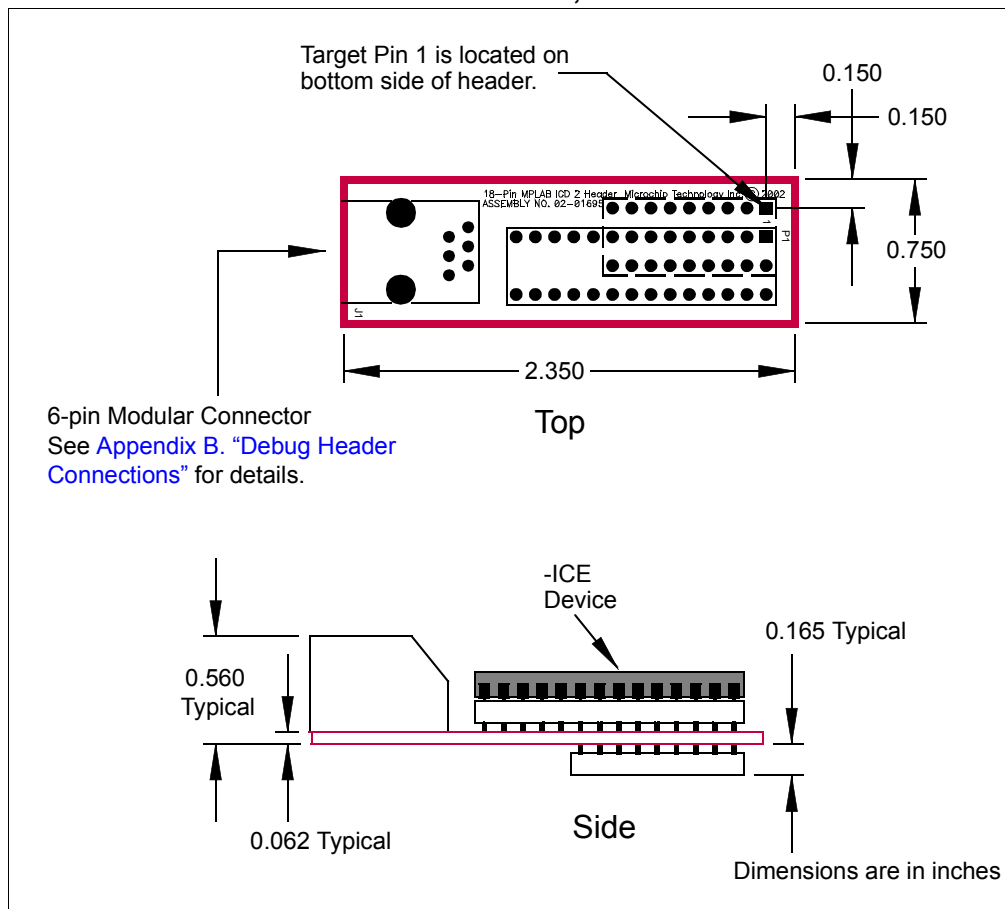 Target Pin 1 is located on
bottom side of header.
0.150
0.150
18-Pin MPLAB ICD 2 Header Microchip Technology Inc. © 2002
ASSEMBLY NO. 02-01695
1
P1
0.750
J1
2.350
6-pin Modular Connector
See Appendix B. “Debug Header
Connections” for details.
Top
-ICE
Device
0.165 Typical
0.560
Typical
0.062 Typical
Side
Dimensions are in inches